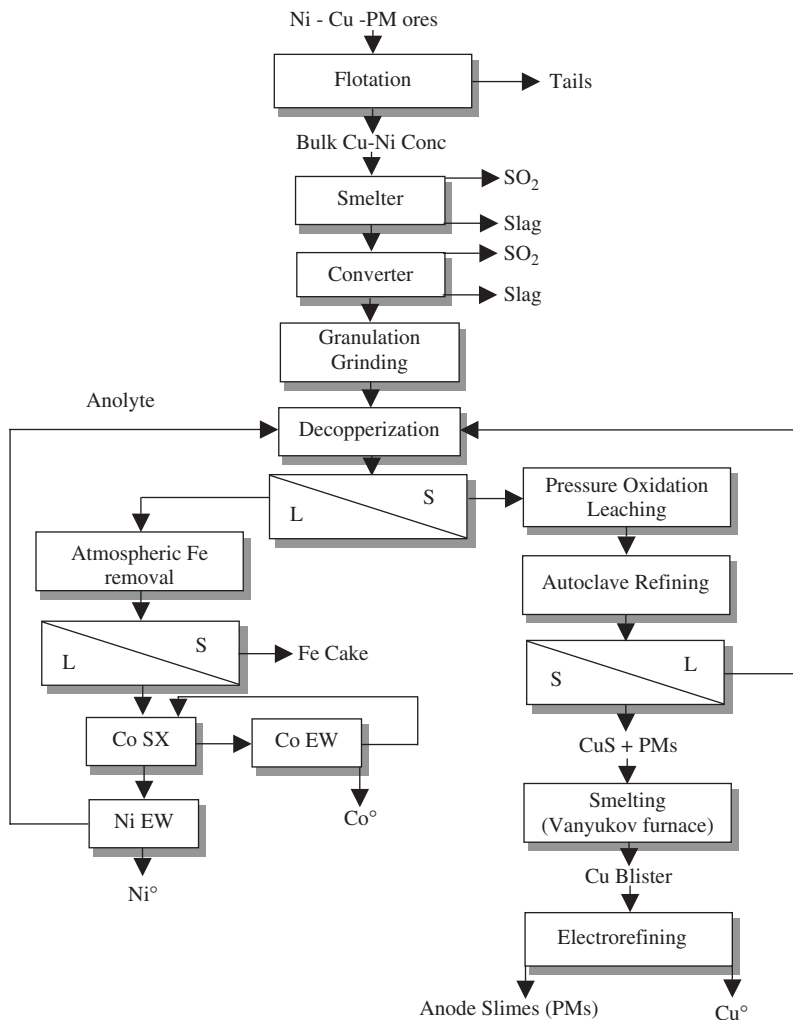 Ni - Cu -PM ores
Flotation
Tails
Bulk Cu–Ni Conc
SO2
Smelter
Slag
SO2
Converter
Slag
Granulation
Grinding
Anolyte
Decopperization
S
L
Pressure Oxidation
Leaching
Atmospheric Fe
removal
Autoclave Refining
S
L
Fe Cake
L
S
Co SX
Co EW
CuS + PMs
Co°
Smelting
(Vanyukov furnace)
Ni EW
Cu Blister
Ni°
Electrorefining
Anode Slimes (PMs)
Cu°